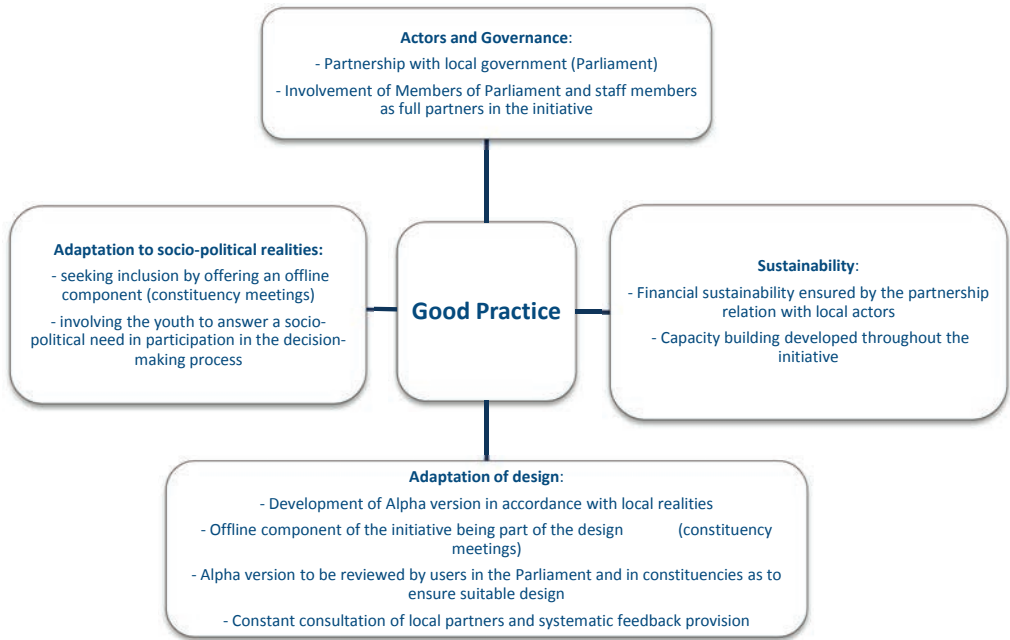 Actors and Governance:
- Partnership with local government (Parliament)
- Involvement of Members of Parliament and staff members
as full partners in the initiative
Adaptation to socio-political realities:
- seeking inclusion by offering an offline
component (constituency meetings)
- involving the youth to answer a socio-
political need in participation in the decision-
making process
Good Practice
Sustainability:
- Financial sustainability ensured by the partnership
relation with local actors
- Capacity building developed throughout the
initiative
Adaptation of design:
- Development of Alpha version in accordance with local realities
- Offline component of the initiative being part of the design (constituency
meetings)
- Alpha version to be reviewed by users in the Parliament and in constituencies as to
ensure suitable design
- Constant consultation of local partners and systematic feedback provision